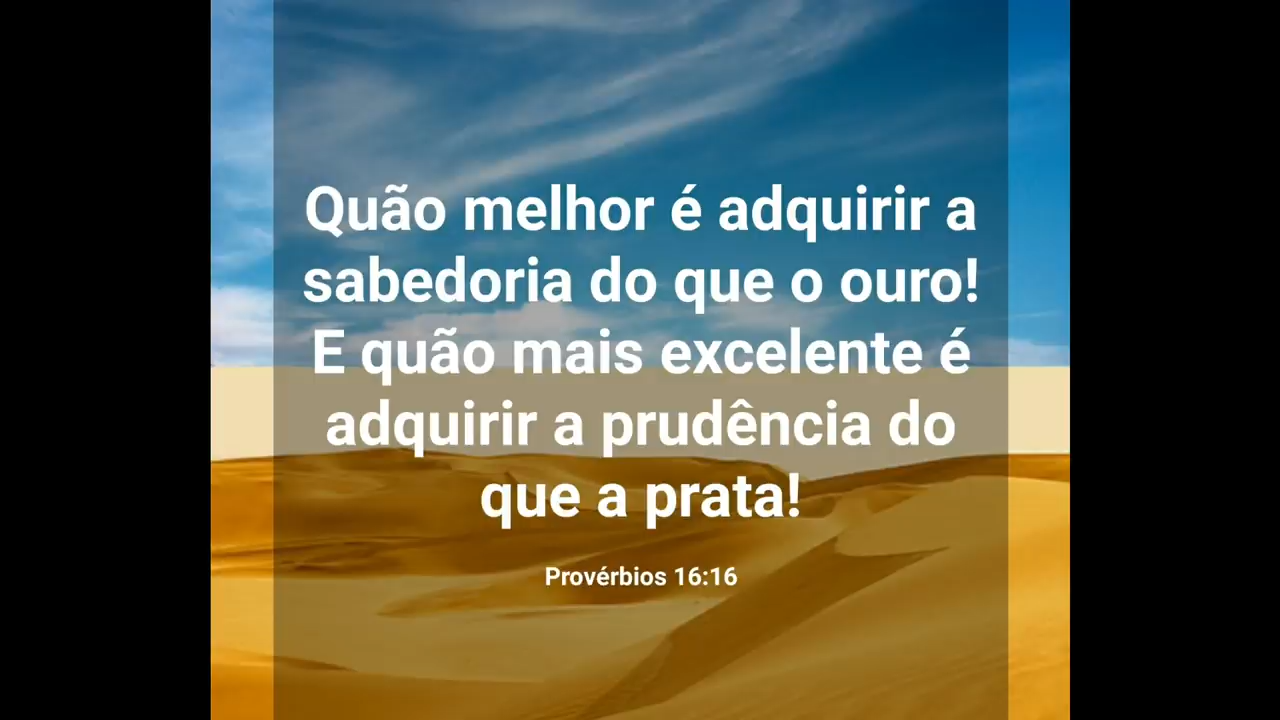 Quão melhor é adquirir a
sabedoria do que o ouro!
E quão mais excelente é
adquirir a prudência do
que a prata!
Provérbios 16:16